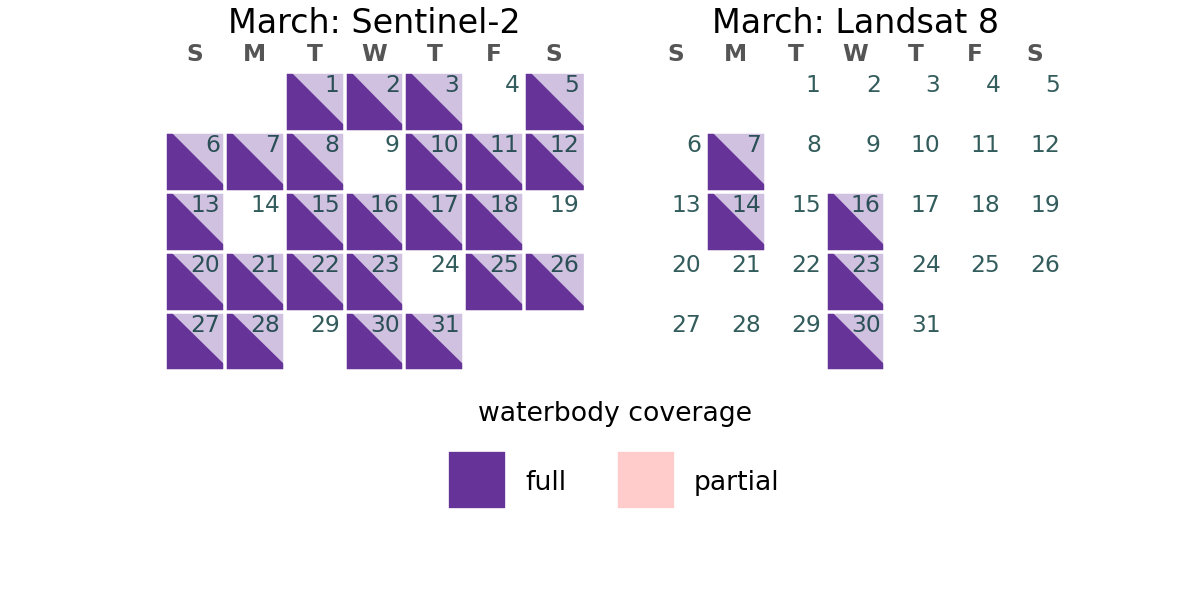 March: Sentinel-2
S M T W T F S
1 2 3 4 5
6 7 8 9 10 11 12
13 14 15 16 17 18 19
20 21 22 23 24 25 26
27 28 29 30 31
March: Landsat 8
S M T W T F S
1 2 3 4 5
6 7 8 9 10 11 12
13 14 15 16 17 18 19
20 21 22 23 24 25 26
27 28 29 30 31
waterbody coverage
full partial